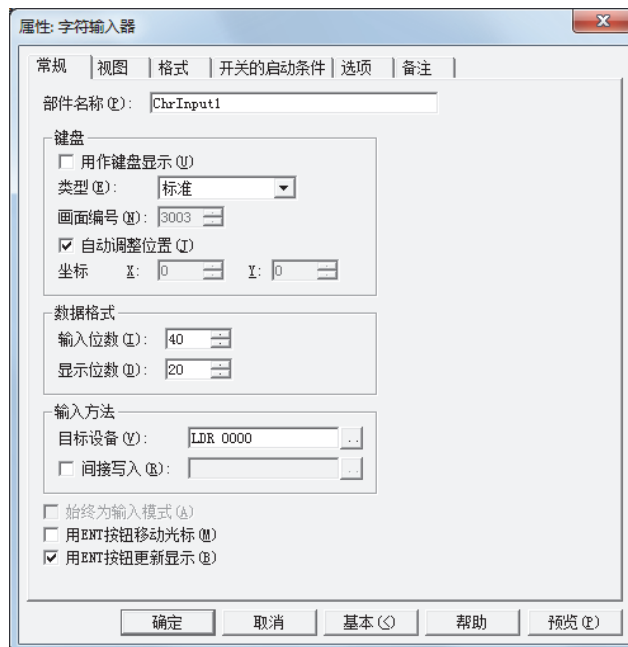 属性: 字符输入器
常规 视图 格式 开关的启动条件 选项 备注
部件名称(P): ChrInput1
键盘
用作键盘显示(U)
类型(E): 标准
画面编号(N): 3003
自动调整位置(J)
坐标 X: 0 Y: 0
数据格式
输入位数(I): 40
显示位数(D): 20
输入方法
目标设备(V): LDR 0000 ..
间接写入(R): ..
始终为输入模式(A)
用ENT按钮移动光标(M)
用ENT按钮更新显示(B)
确定 取消 基本(<) 帮助 预览(P)